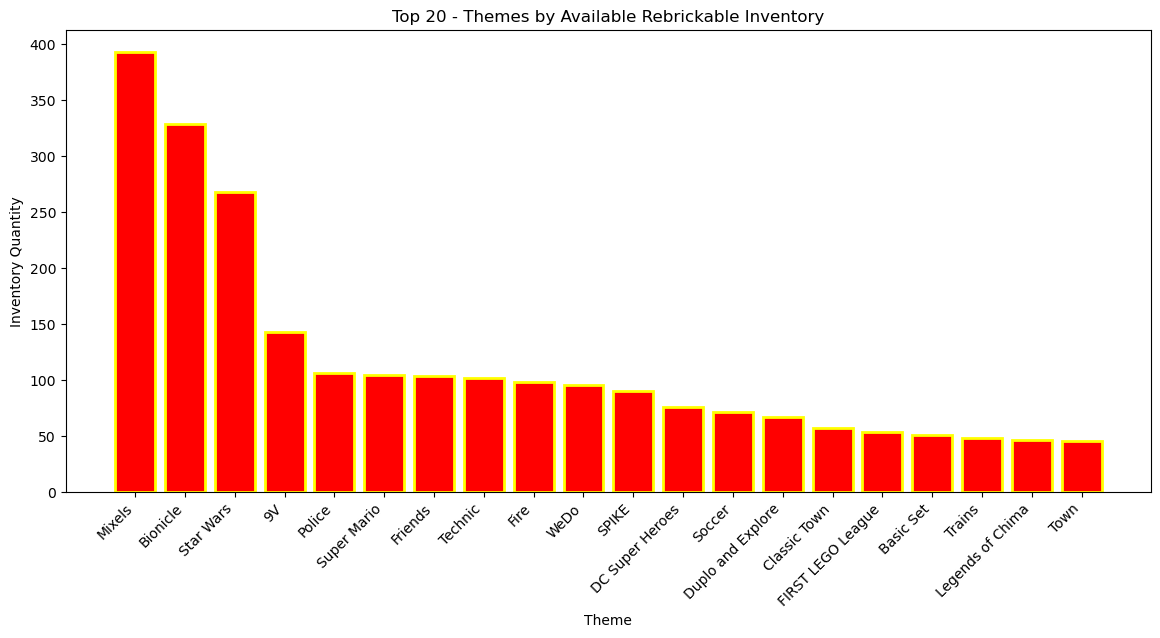 Top 20 - Themes by Available Rebrickable Inventory
Inventory Quantity
400
350
300
250
200
150
100
50
0
Mixels
Bionicle
Star Wars
9V
Police
Super Mario
Friends
Technic
Fire
WeDo
SPIKE
DC Super Heroes
Soccer
Duplo and Explore
Classic Town
FIRST LEGO League
Basic Set
Trains
Legends of Chima
Town
Theme